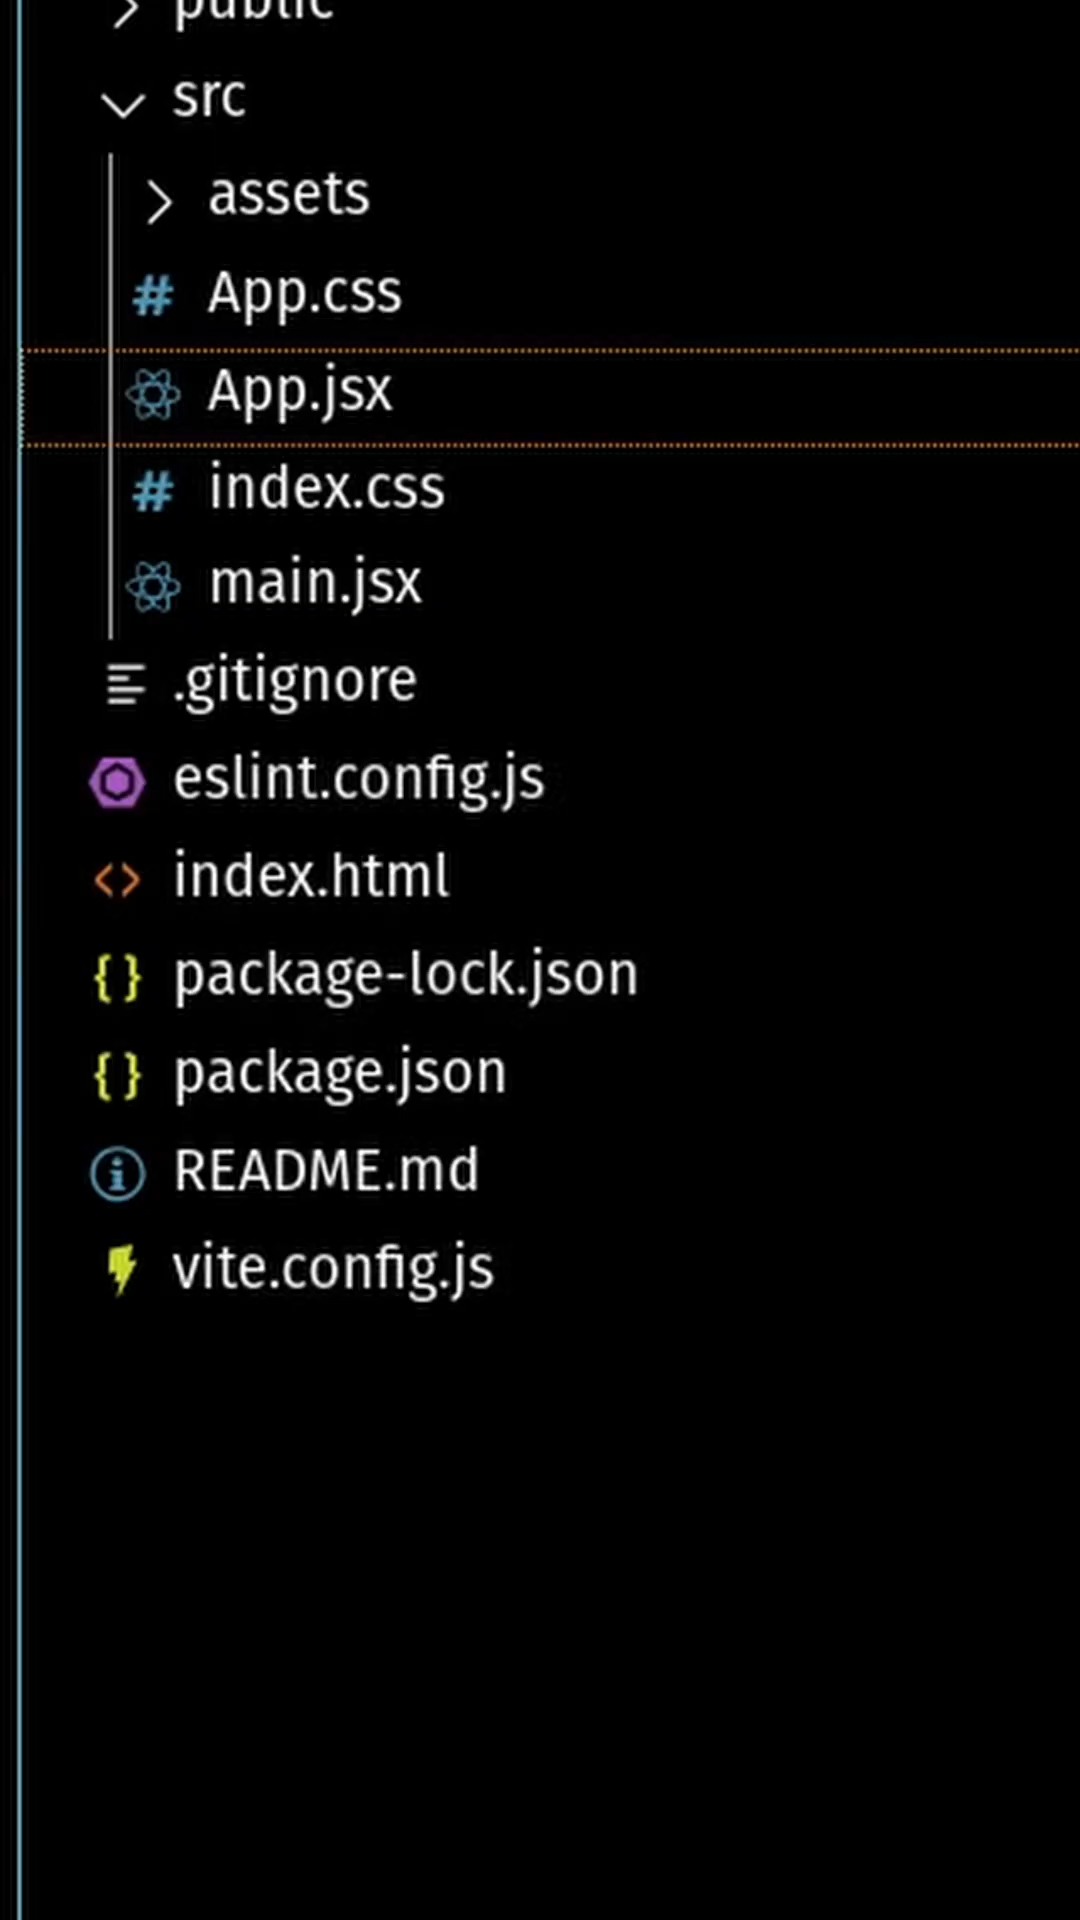 public
src
assets
App.css
App.jsx
index.css
main.jsx
.gitignore
eslint.config.js
index.html
package-lock.json
package.json
README.md
vite.config.js